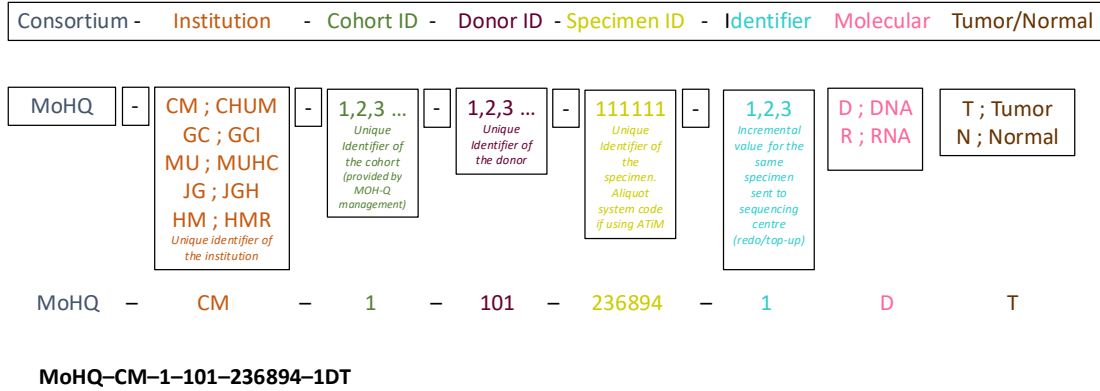 Consortium - Institution - Cohort ID - Donor ID - Specimen ID - Identifier Molecular Tumor/Normal
MoHQ - CM ; CHUM - 1,2,3 ... - 1,2,3 ... - 111111 - 1,2,3 D ; DNA T ; Tumor
GC ; GCI
MU ; MUHC
JG ; JGH
HM ; HMR
Unique identifier of
the institution
Unique
Identifier of
the cohort
(provided by
MOH-Q
management)
Unique
Identifier of
the donor
Unique
Identifier of
the
specimen.
Aliquot
system code
if using ATiM
Incremental
value for the
same
specimen
sent to
sequencing
centre
(redo/top-up)
R ; RNA
N ; Normal
MoHQ – CM – 1 – 101 – 236894 – 1 D T
MoHQ–CM–1–101–236894–1DT